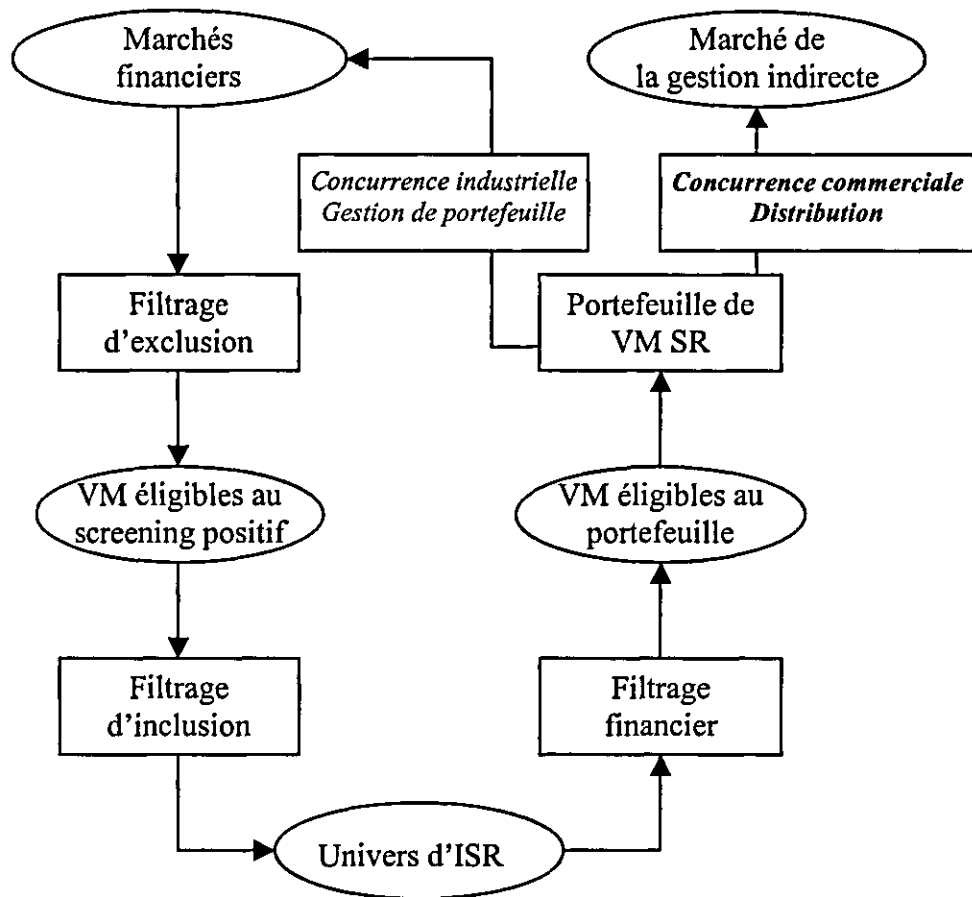 Marchés
financiers
Marché de
la gestion indirecte
Concurrence industrielle
Gestion de portefeuille
Concurrence commerciale
Distribution
Filtrage
d'exclusion
Portefeuille de
VM SR
VM éligibles au
screening positif
VM éligibles au
portefeuille
Filtrage
d'inclusion
Filtrage
financier
Univers d'ISR